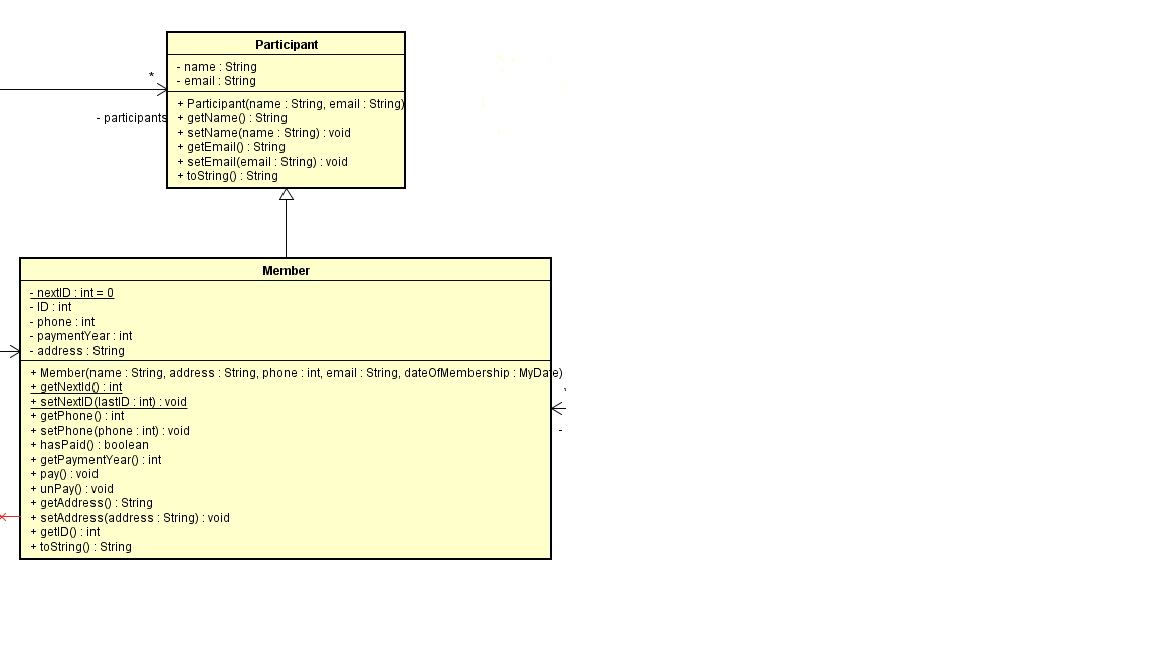 Participant
- name : String
- email : String
*
+ Participant(name : String, email : String)
- participants
+ getName() : String
+ setName(name : String) : void
+ getEmail() : String
+ setEmail(email : String) : void
+ toString() : String
Member
- nextID : int = 0
- ID : int
- phone : int
- paymentYear : int
- address : String
+ Member(name : String, address : String, phone : int, email : String, dateOfMembership : MyDate)
+ getNextId() : int
+ setNextID(lastID : int) : void
+ getPhone() : int
+ setPhone(phone : int) : void
+ hasPaid() : boolean
+ getPaymentYear() : int
+ pay() : void
+ unPay() : void
+ getAddress() : String
+ setAddress(address : String) : void
+ getID() : int
+ toString() : String
-